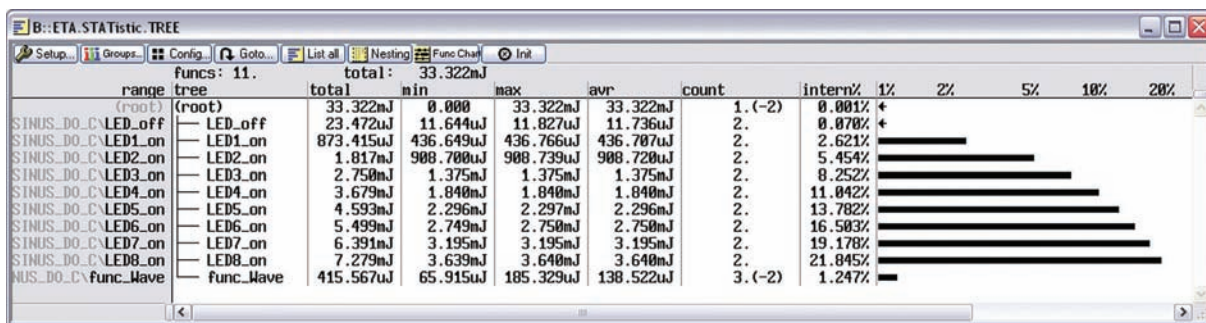 B::ETA.STATistic.TREE
Setup... Groups... Config... Goto... List all Nesting Func Chart Init
funcs: 11. total: 33.322mJ
range tree total min max avr count intern% 1% 2% 5% 10% 20%
(root) (root) 33.322mJ 0.000 33.322mJ 33.322mJ 1.(-2) 0.001%
SINUS_DO_C\LED_off LED_off 23.472uJ 11.644uJ 11.827uJ 11.736uJ 2. 0.070%
SINUS_DO_C\LED1_on LED1_on 873.415uJ 436.649uJ 436.766uJ 436.707uJ 2. 2.621%
SINUS_DO_C\LED2_on LED2_on 1.817mJ 908.700uJ 908.739uJ 908.720uJ 2. 5.454%
SINUS_DO_C\LED3_on LED3_on 2.750mJ 1.375mJ 1.375mJ 1.375mJ 2. 8.252%
SINUS_DO_C\LED4_on LED4_on 3.679mJ 1.840mJ 1.840mJ 1.840mJ 2. 11.042%
SINUS_DO_C\LED5_on LED5_on 4.593mJ 2.296mJ 2.297mJ 2.296mJ 2. 13.782%
SINUS_DO_C\LED6_on LED6_on 5.499mJ 2.749mJ 2.750mJ 2.750mJ 2. 16.503%
SINUS_DO_C\LED7_on LED7_on 6.391mJ 3.195mJ 3.195mJ 3.195mJ 2. 19.178%
SINUS_DO_C\LED8_on LED8_on 7.279mJ 3.639mJ 3.640mJ 3.640mJ 2. 21.845%
NUS_DO_C\func_Wave func_Wave 415.567uJ 65.915uJ 185.329uJ 138.522uJ 3.(-2) 1.247%